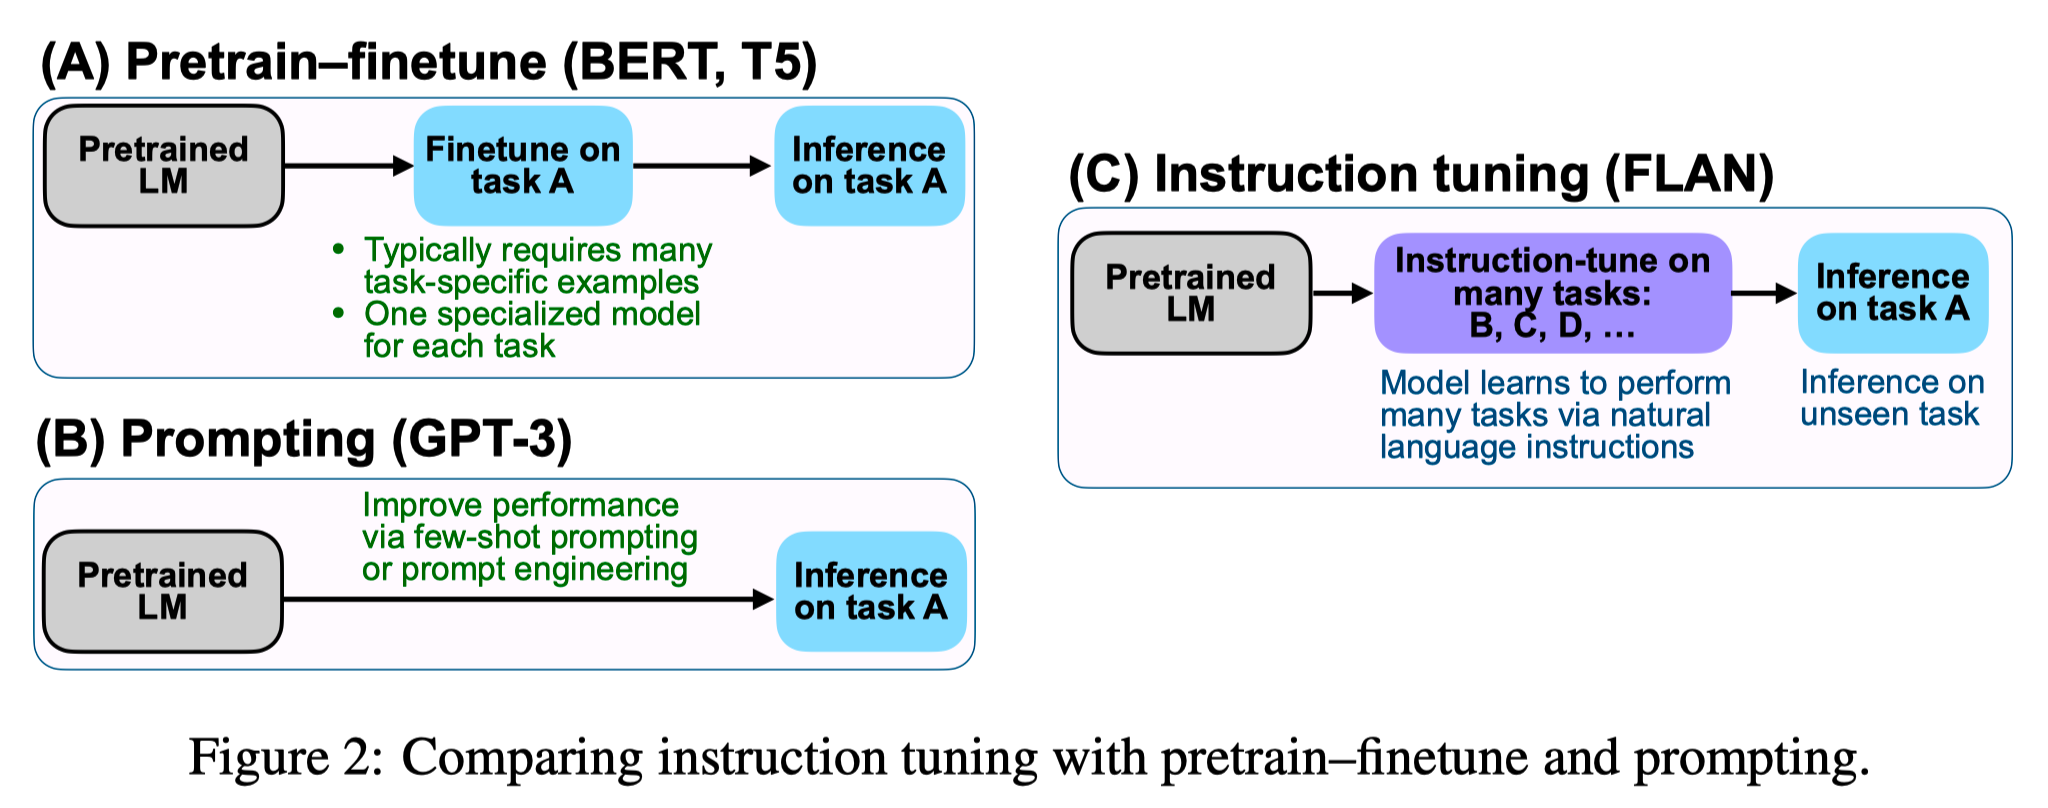 (A) Pretrain–finetune (BERT, T5)
Pretrained
LM
Finetune on
task A
Inference
on task A
• Typically requires many
task-specific examples
• One specialized model
for each task
(B) Prompting (GPT-3)
Improve performance
via few-shot prompting
or prompt engineering
Pretrained
LM
Inference
on task A
(C) Instruction tuning (FLAN)
Pretrained
LM
Instruction-tune on
many tasks:
B, C, D, …
Inference
on task A
Model learns to perform
many tasks via natural
language instructions
Inference on
unseen task
Figure 2: Comparing instruction tuning with pretrain–finetune and prompting.